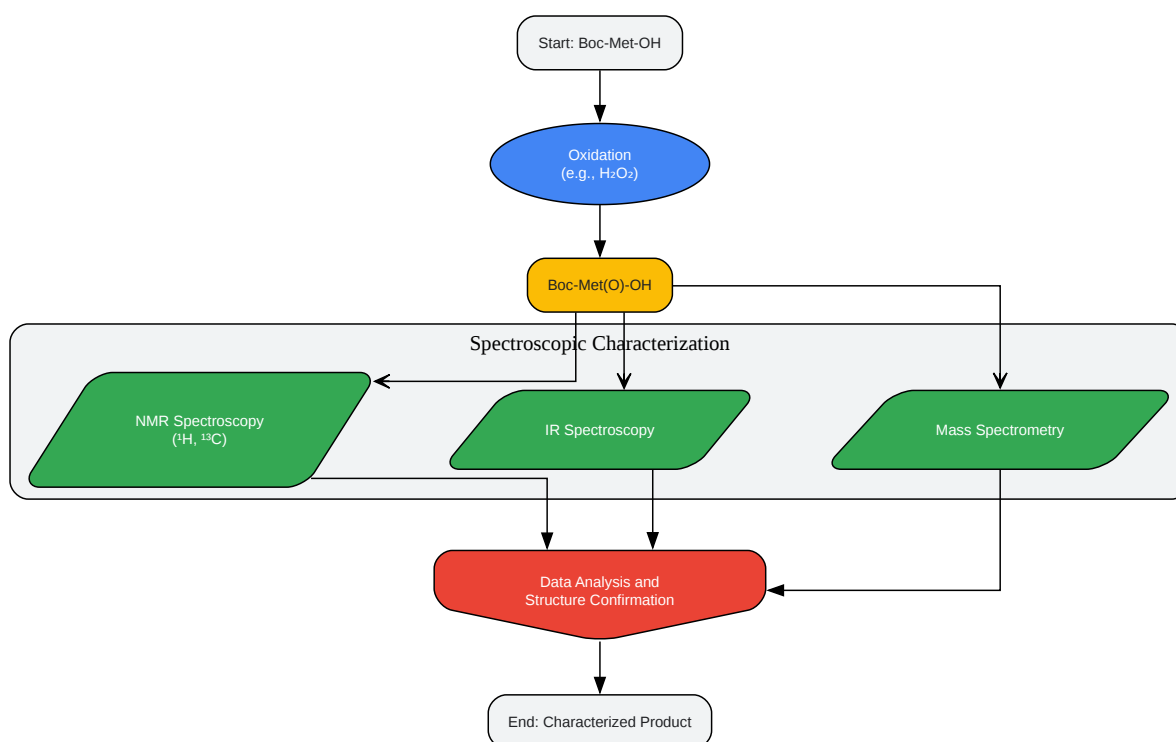 Start: Boc-Met-OH
Oxidation
(e.g., H₂O₂)
Boc-Met(O)-OH
Spectroscopic Characterization
NMR Spectroscopy
(¹H, ¹³C)
IR Spectroscopy
Mass Spectrometry
Data Analysis and
Structure Confirmation
End: Characterized Product